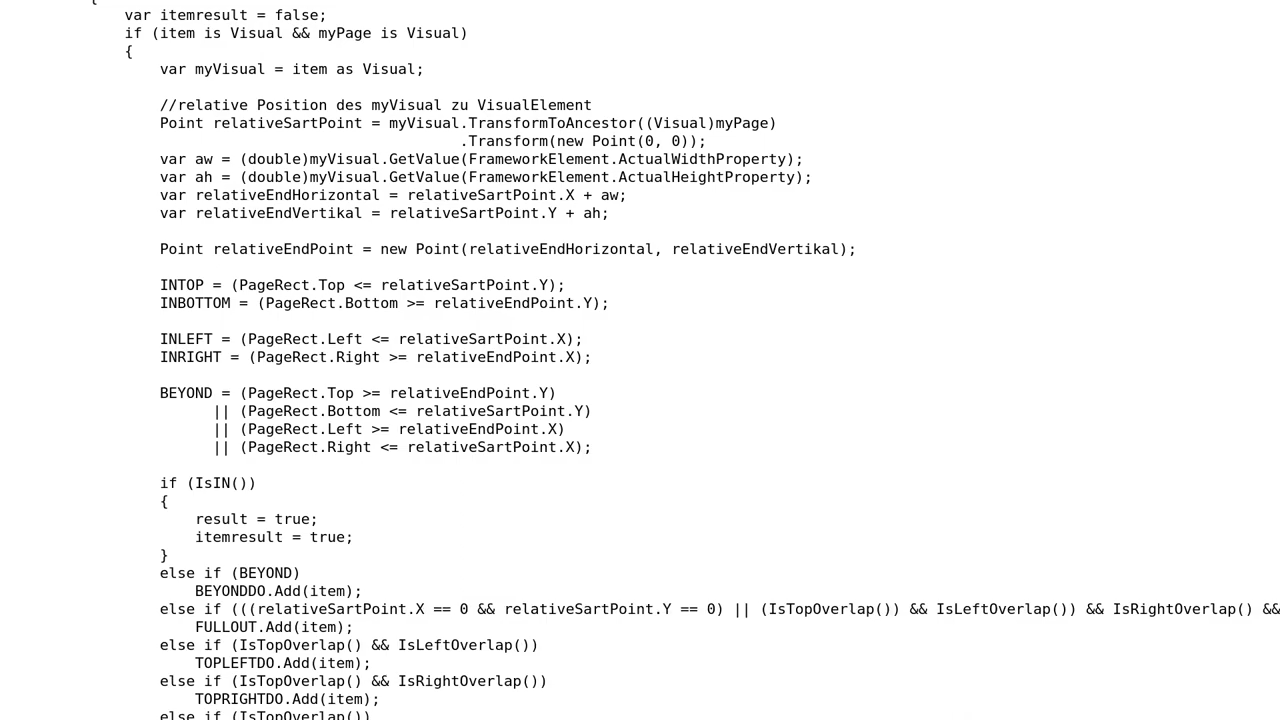 {
var itemresult = false;
if (item is Visual && myPage is Visual)
{
var myVisual = item as Visual;
//relative Position des myVisual zu VisualElement
Point relativeSartPoint = myVisual.TransformToAncestor((Visual)myPage)
.Transform(new Point(0, 0));
var aw = (double)myVisual.GetValue(FrameworkElement.ActualWidthProperty);
var ah = (double)myVisual.GetValue(FrameworkElement.ActualHeightProperty);
var relativeEndHorizontal = relativeSartPoint.X + aw;
var relativeEndVertikal = relativeSartPoint.Y + ah;
Point relativeEndPoint = new Point(relativeEndHorizontal, relativeEndVertikal);
INTOP = (PageRect.Top <= relativeSartPoint.Y);
INBOTTOM = (PageRect.Bottom >= relativeEndPoint.Y);
INLEFT = (PageRect.Left <= relativeSartPoint.X);
INRIGHT = (PageRect.Right >= relativeEndPoint.X);
BEYOND = (PageRect.Top >= relativeEndPoint.Y)
|| (PageRect.Bottom <= relativeSartPoint.Y)
|| (PageRect.Left >= relativeEndPoint.X)
|| (PageRect.Right <= relativeSartPoint.X);
if (IsIN())
{
result = true;
itemresult = true;
}
else if (BEYOND)
BEYONDDO.Add(item);
else if (((relativeSartPoint.X == 0 && relativeSartPoint.Y == 0) || (IsTopOverlap()) && IsLeftOverlap()) && IsRightOverlap() &&
FULLOUT.Add(item);
else if (IsTopOverlap() && IsLeftOverlap())
TOPLEFTDO.Add(item);
else if (IsTopOverlap() && IsRightOverlap())
TOPRIGHTDO.Add(item);
else if (IsTopOverlap())